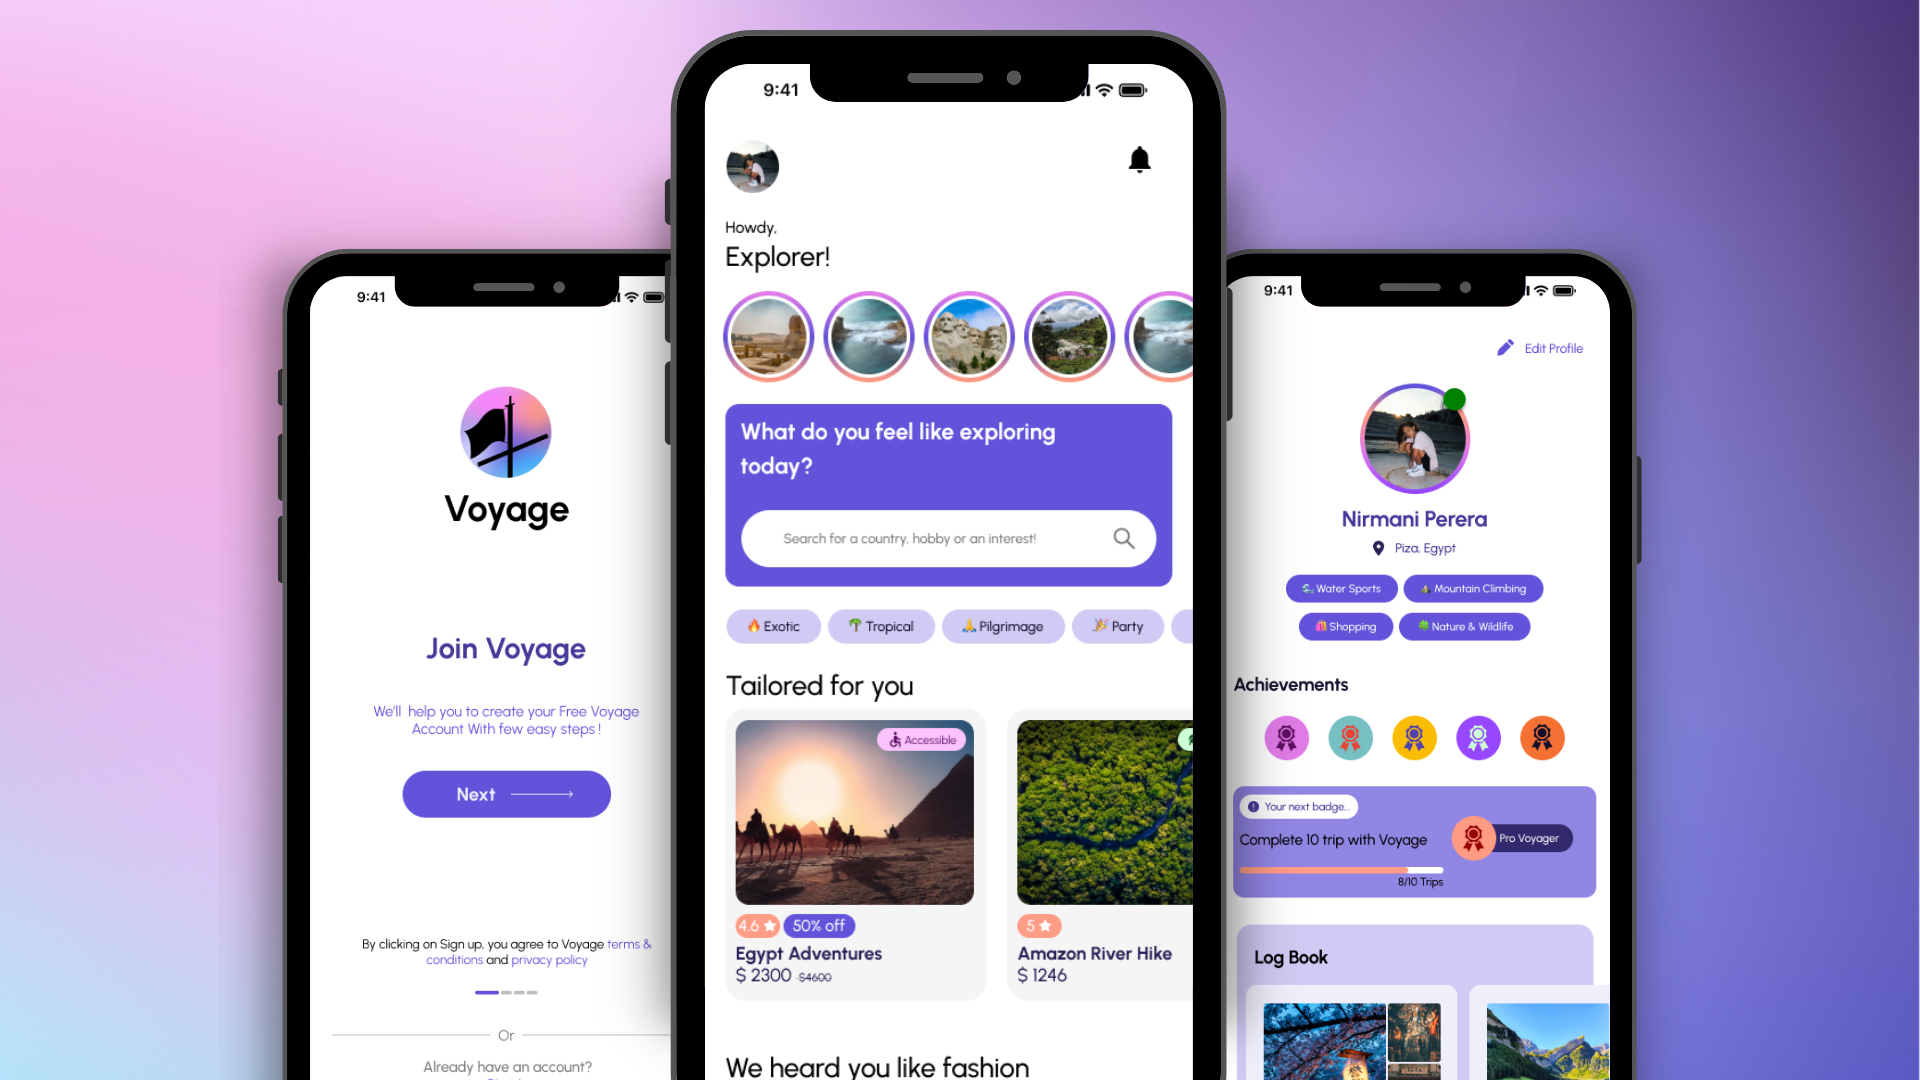 9:41
Voyage
Join Voyage
We'll help you to create your Free Voyage
Account With few easy steps !
Next
By clicking on Sign up, you agree to Voyage terms &
conditions and privacy policy
Or
Already have an account?
9:41
Howdy,
Explorer!
What do you feel like exploring
today?
Search for a country, hobby or an interest!
Exotic
Tropical
Pilgrimage
Party
Tailored for you
Accessible
4.6
50% off
Egypt Adventures
$ 2300 $4600
5
Amazon River Hike
$ 1246
We heard you like fashion
9:41
Edit Profile
Nirmani Perera
Piza, Egypt
Water Sports
Mountain Climbing
Shopping
Nature & Wildlife
Achievements
Your next badge...
Complete 10 trip with Voyage
Pro Voyager
8/10 Trips
Log Book